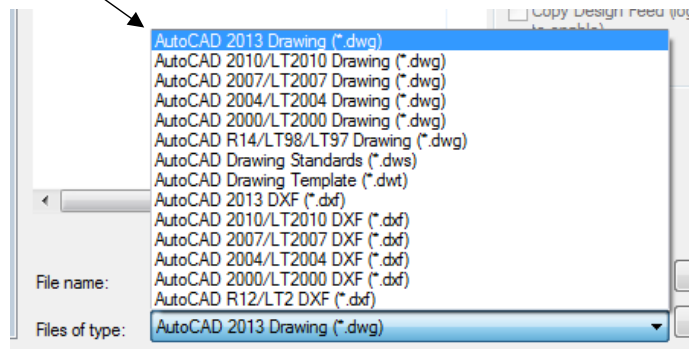 Copy Design Feed (log
to enable)
AutoCAD 2013 Drawing (*.dwg)
AutoCAD 2010/LT2010 Drawing (*.dwg)
AutoCAD 2007/LT2007 Drawing (*.dwg)
AutoCAD 2004/LT2004 Drawing (*.dwg)
AutoCAD 2000/LT2000 Drawing (*.dwg)
AutoCAD R14/LT98/LT97 Drawing (*.dwg)
AutoCAD Drawing Standards (*.dws)
AutoCAD Drawing Template (*.dwt)
AutoCAD 2013 DXF (*.dxf)
AutoCAD 2010/LT2010 DXF (*.dxf)
AutoCAD 2007/LT2007 DXF (*.dxf)
AutoCAD 2004/LT2004 DXF (*.dxf)
AutoCAD 2000/LT2000 DXF (*.dxf)
AutoCAD R12/LT2 DXF (*.dxf)
File name:
Files of type: AutoCAD 2013 Drawing (*.dwg)